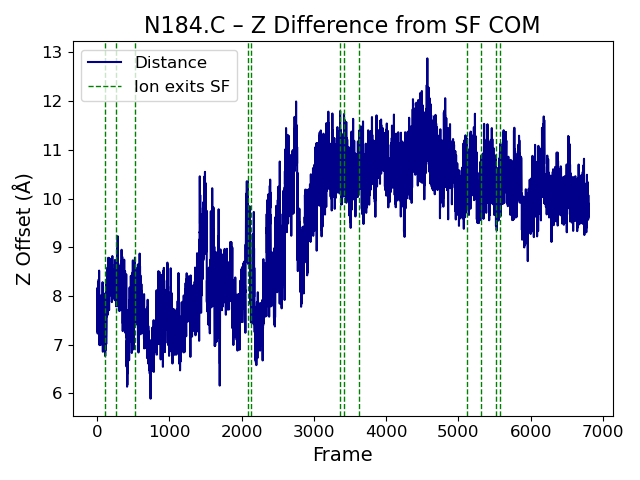 N184.C – Z Difference from SF COM
Distance
Ion exits SF
Z Offset (Å)
13
12
11
10
9
8
7
6
0 1000 2000 3000 4000 5000 6000 7000
Frame